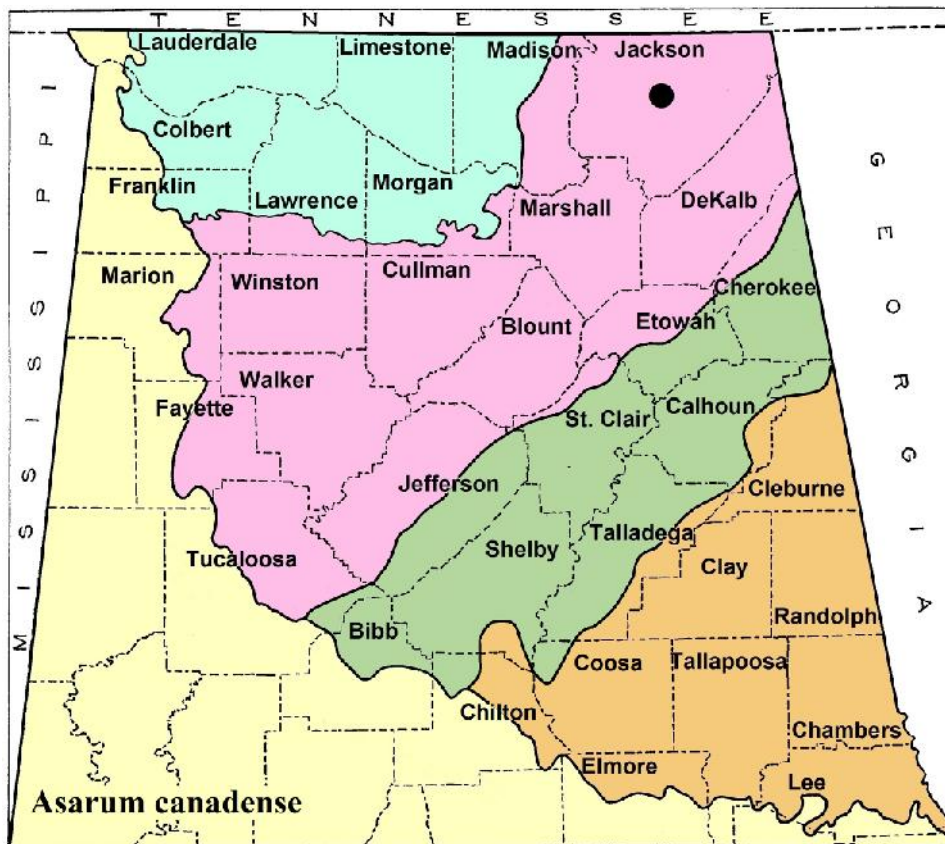 TENNESSEE
Lauderdale
Limestone
Madison
Jackson
Colbert
Franklin
Lawrence
Morgan
Marshall
DeKalb
Marion
Winston
Cullman
Cherokee
Blount
Etowah
Walker
Fayette
St. Clair
Calhoun
Jefferson
Cleburne
Talladega
Tucaloosa
Shelby
Clay
Randolph
Bibb
Coosa
Tallapoosa
Chilton
Chambers
Elmore
Lee
Asarum canadense
MISSISSIPPI
GEORGIA